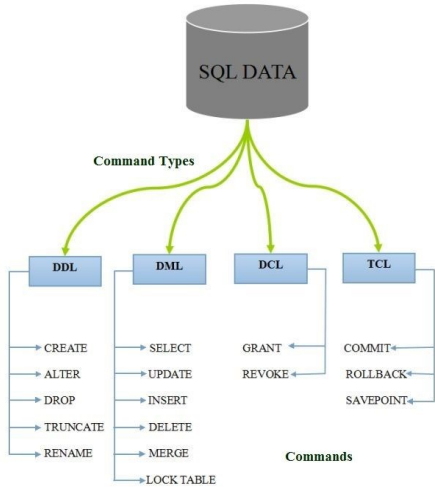 SQL DATA
Command Types
DDL
DML
DCL
TCL
CREATE
ALTER
DROP
TRUNCATE
RENAME
SELECT
UPDATE
INSERT
DELETE
MERGE
LOCK TABLE
GRANT
REVOKE
COMMIT
ROLLBACK
SAVEPOINT
Commands